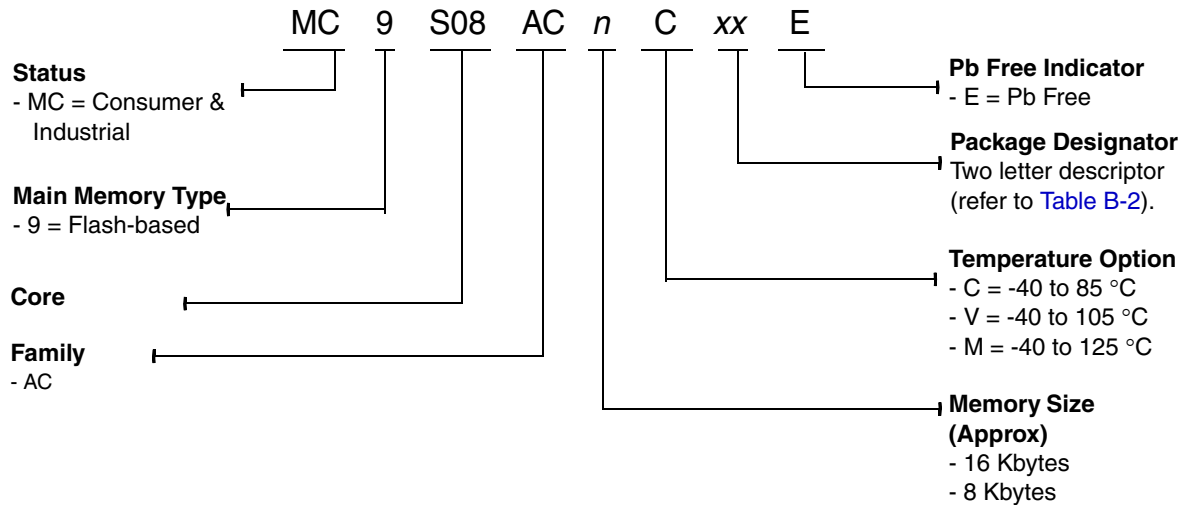 MC 9 S08 AC n C xx E
Status
- MC = Consumer &
Industrial
Main Memory Type
- 9 = Flash-based
Core
Family
- AC
Pb Free Indicator
- E = Pb Free
Package Designator
Two letter descriptor
(refer to Table B-2).
Temperature Option
- C = -40 to 85 °C
- V = -40 to 105 °C
- M = -40 to 125 °C
Memory Size
(Approx)
- 16 Kbytes
- 8 Kbytes